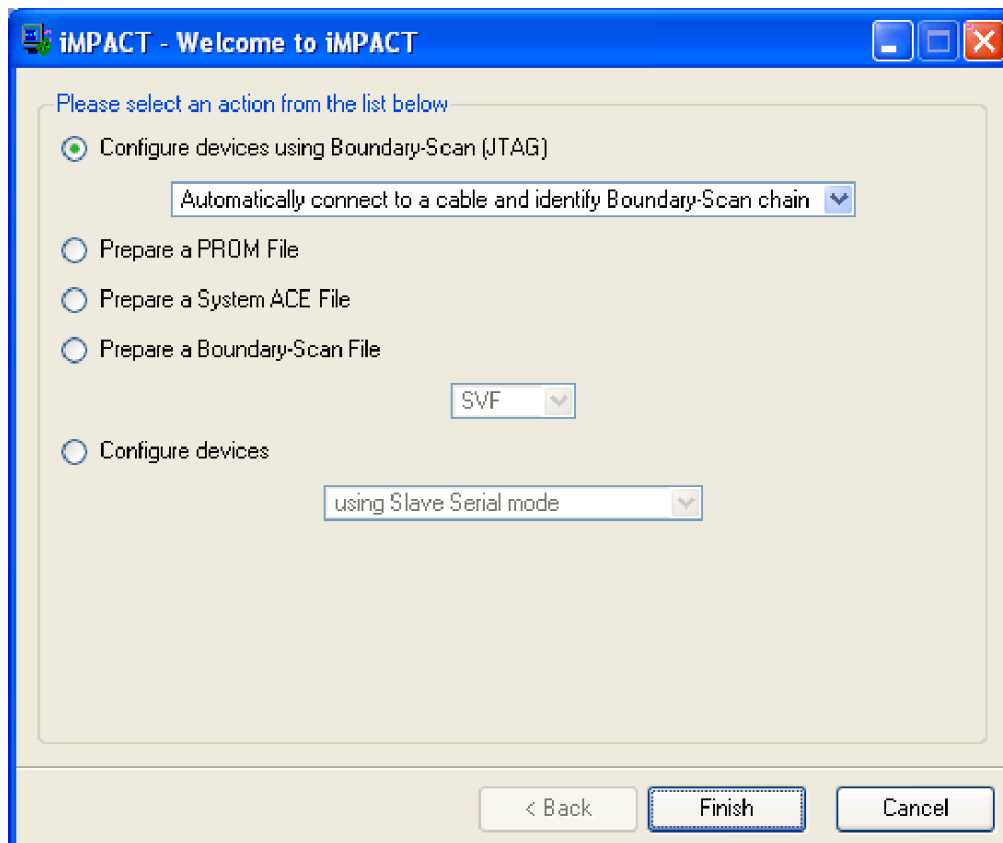 iMPACT - Welcome to iMPACT
Please select an action from the list below
Configure devices using Boundary-Scan (JTAG)
Automatically connect to a cable and identify Boundary-Scan chain
Prepare a PROM File
Prepare a System ACE File
Prepare a Boundary-Scan File
SVF
Configure devices
using Slave Serial mode
< Back Finish Cancel